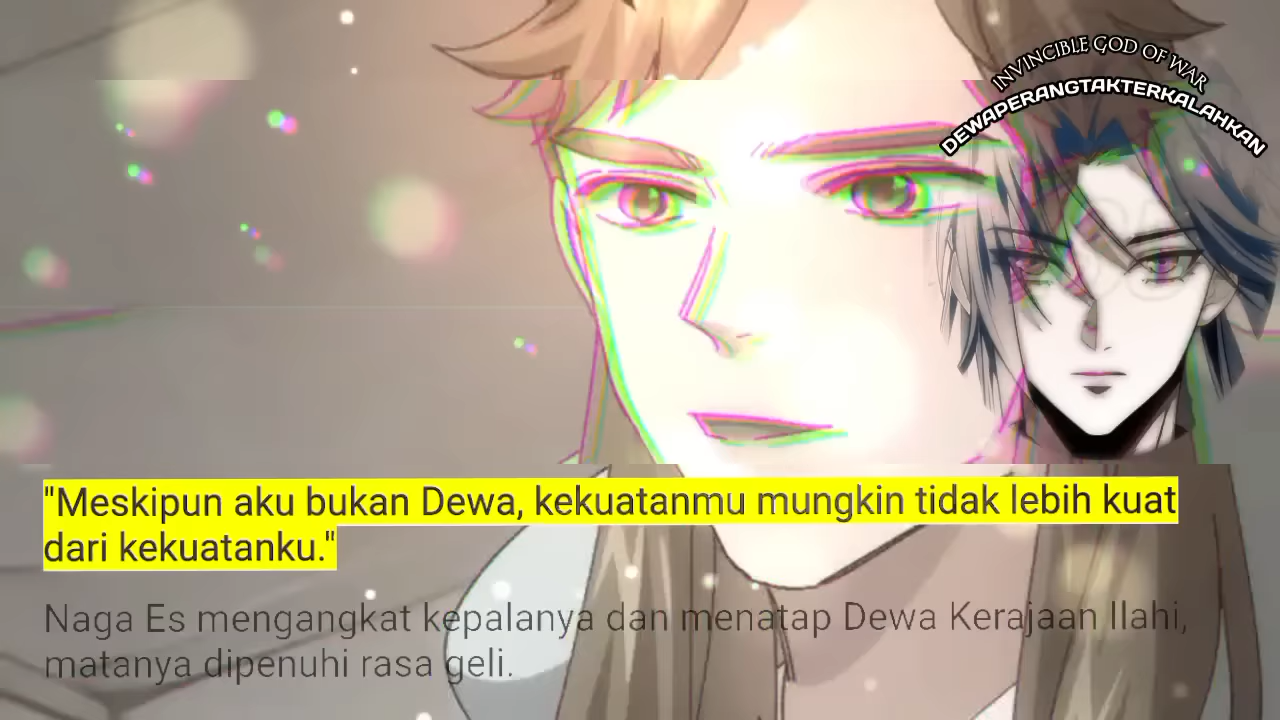 INVINCIBLE GOD OF WAR
DEWAPERANGTAKTERKALAHKAN
"Meskipun aku bukan Dewa, kekuatanmu mungkin tidak lebih kuat
dari kekuatanku."
Naga Es mengangkat kepalanya dan menatap Dewa Kerajaan Ilahi,
matanya dipenuhi rasa geli.